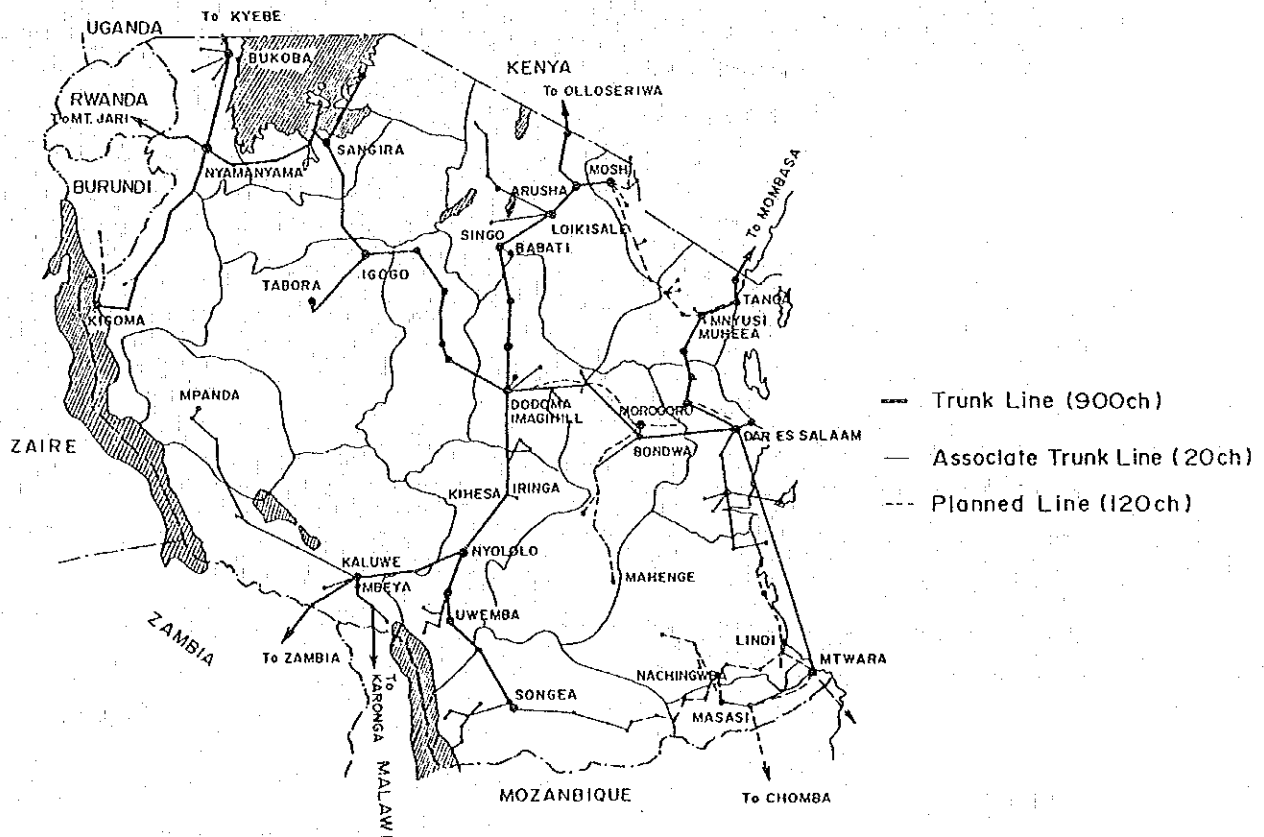 To KYEBE
UGANDA
BUKOBA
KENYA
To OLLOSERIWA
RWANDA
To MT. JARI
SANGIRA
NYAMANYAMA
MOSHI
BURUNDI
ARUSHA
To MOMBASA
LOIKISALE
SINGO
BABATI
IGOGO
TABORA
TANGA
KIGOMA
MNYUSI
MUHEEA
MPANDA
DODOMA
IMAGIHILL
MOROGORO
DAR ES SALAAM
BONDWA
ZAIRE
Trunk Line (900ch)
Associate Trunk Line (20ch)
Planned Line (120ch)
KIHESA
IRINGA
NYOLOLO
KALUWE
MBEYA
MAHENGE
UWEMBA
ZAMBIA
To ZAMBIA
LINDI
MTWARA
To KARONGA
NACHINGWEA
SONGEA
MASASI
MALAWI
MOZANBIQUE
To CHOMBA